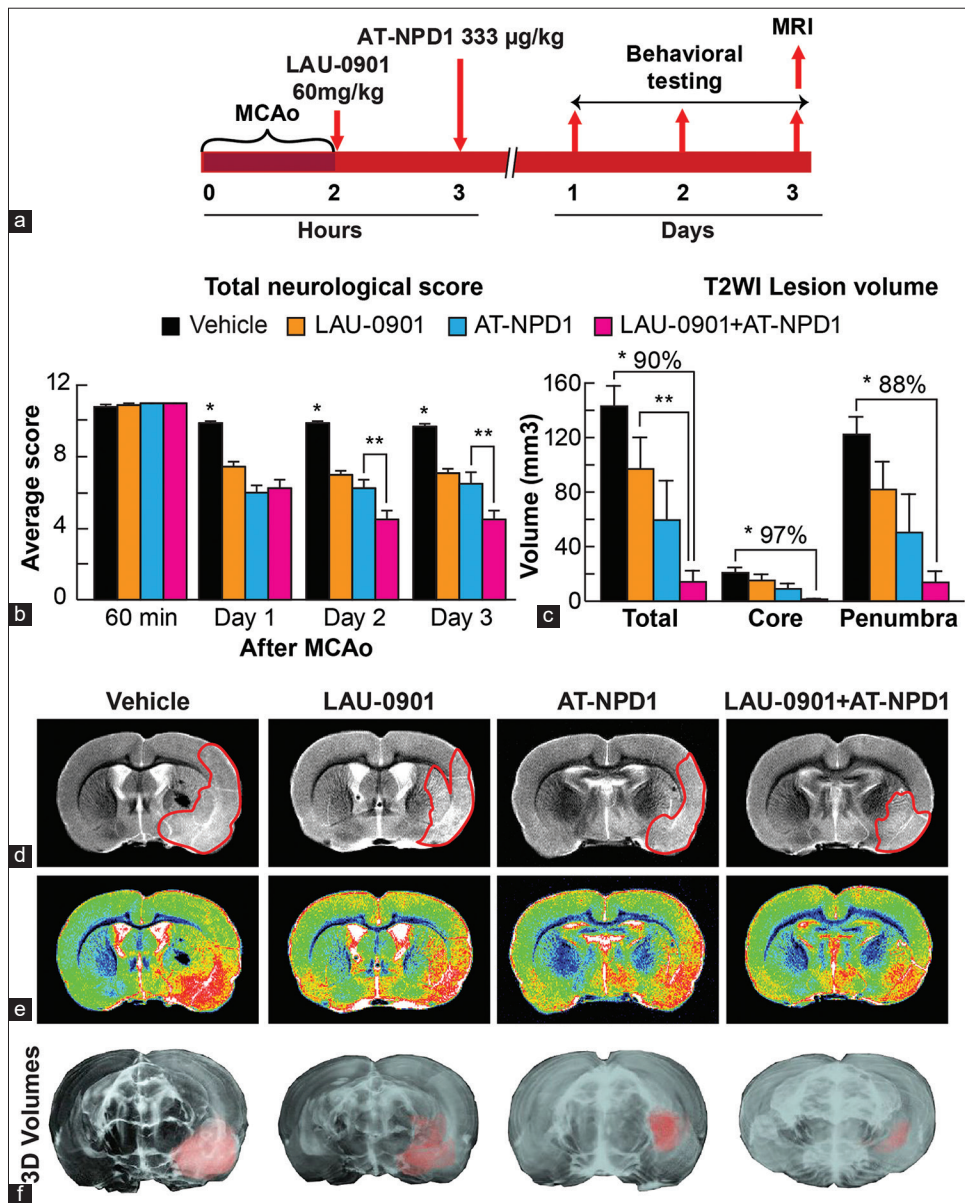 AT-NPD1 333 µg/kg
MRI
LAU-0901
60mg/kg
Behavioral
testing
MCAo
0
2
3
1
2
3
Hours
Days
a
Total neurological score
T2WI Lesion volume
Vehicle
LAU-0901
AT-NPD1
LAU-0901+AT-NPD1
Average score
12
8
4
0
*
*
**
*
**
60 min
Day 1
Day 2
Day 3
After MCAo
b
Volume (mm3)
160
120
80
40
0
* 90%
**
* 97%
* 88%
Total
Core
Penumbra
c
Vehicle
LAU-0901
AT-NPD1
LAU-0901+AT-NPD1
d
e
3D Volumes
f